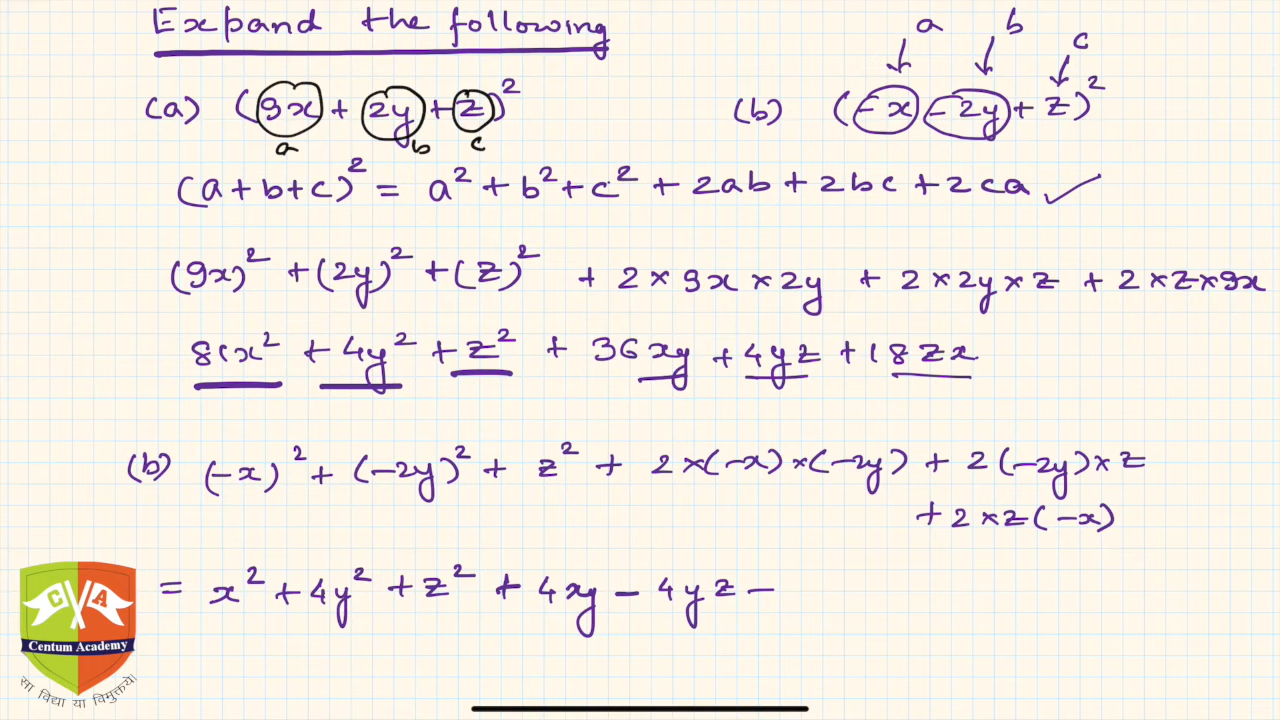 Expand the following
(a) (9x + 2y + z)²
a b c
a b c
(b) (-x - 2y + z)²
(a+b+c)² = a² + b² + c² + 2ab + 2bc + 2ca ✓
(9x)² + (2y)² + (z)² + 2 × 9x × 2y + 2 × 2y × z + 2 × z × 9x
81x² + 4y² + z² + 36xy + 4yz + 18zx
(b) (-x)² + (-2y)² + z² + 2 × (-x) × (-2y) + 2 (-2y) × z
+ 2 × z (-x)
= x² + 4y² + z² + 4xy - 4yz -
C A
Centum Academy
सा विद्या या विमुक्तये।